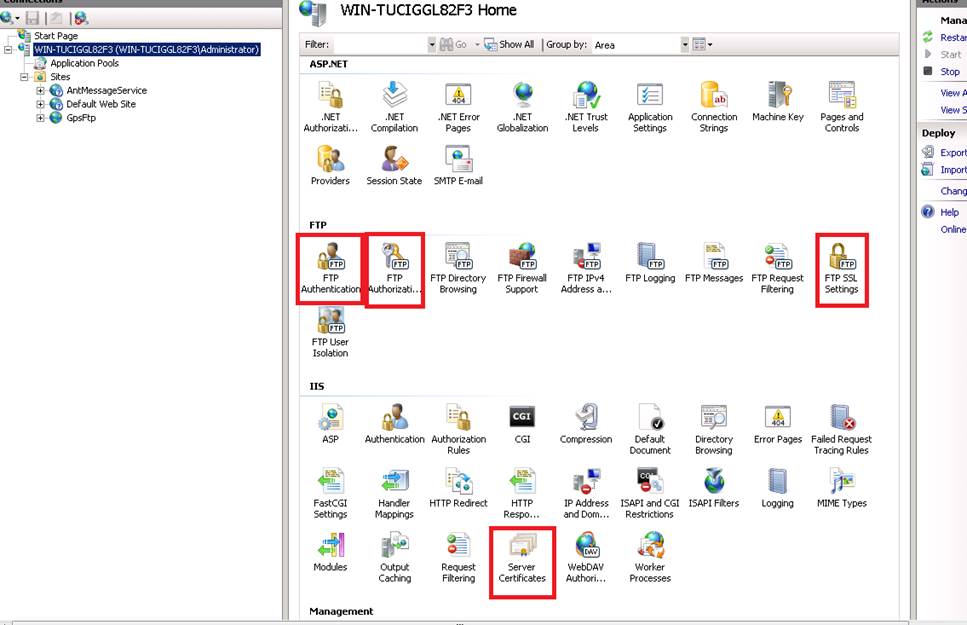 Connections
Start Page
WIN-TUCIGGL82F3 (WIN-TUCIGGL82F3\Administrator)
Application Pools
Sites
AntMessageService
Default Web Site
GpsFtp
WIN-TUCIGGL82F3 Home
Filter:
Go
Show All
Group by:
Area
ASP.NET
.NET Authorizati...
.NET Compilation
.NET Error Pages
.NET Globalization
.NET Trust Levels
Application Settings
Connection Strings
Machine Key
Pages and Controls
Providers
Session State
SMTP E-mail
FTP
FTP Authentication
FTP Authorizati...
FTP Directory Browsing
FTP Firewall Support
FTP IPv4 Address a...
FTP Logging
FTP Messages
FTP Request Filtering
FTP SSL Settings
FTP User Isolation
IIS
ASP
Authentication
Authorization Rules
CGI
Compression
Default Document
Directory Browsing
Error Pages
Failed Request Tracing Rules
FastCGI Settings
Handler Mappings
HTTP Redirect
HTTP Respo...
IP Address and Dom...
ISAPI and CGI Restrictions
ISAPI Filters
Logging
MIME Types
Modules
Output Caching
Request Filtering
Server Certificates
WebDAV Authori...
Worker Processes
Management
Actions
Mana
Restar
Start
Stop
View A
View S
Deploy
Export
Import
Chang
Help
Online